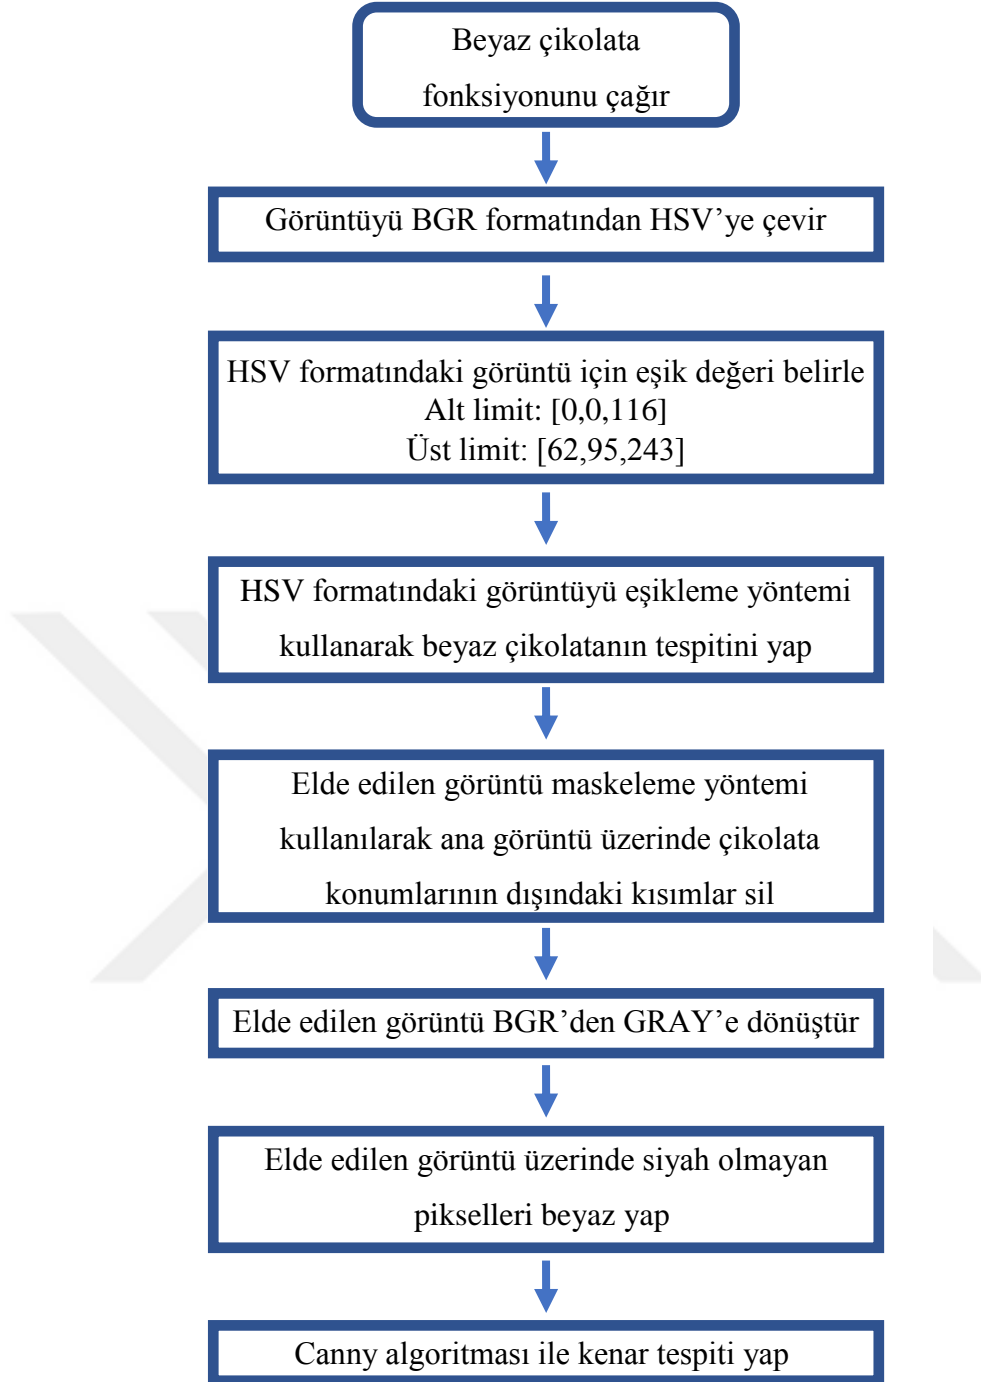 Beyaz çikolata
fonksiyonunu çağır
Görüntüyü BGR formatından HSV’ye çevir
HSV formatındaki görüntü için eşik değeri belirle
Alt limit: [0,0,116]
Üst limit: [62,95,243]
HSV formatındaki görüntüyü eşikleme yöntemi
kullanarak beyaz çikolatanın tespitini yap
Elde edilen görüntü maskeleme yöntemi
kullanılarak ana görüntü üzerinde çikolata
konumlarının dışındaki kısımlar sil
Elde edilen görüntü BGR’den GRAY’e dönüştür
Elde edilen görüntü üzerinde siyah olmayan
pikselleri beyaz yap
Canny algoritması ile kenar tespiti yap